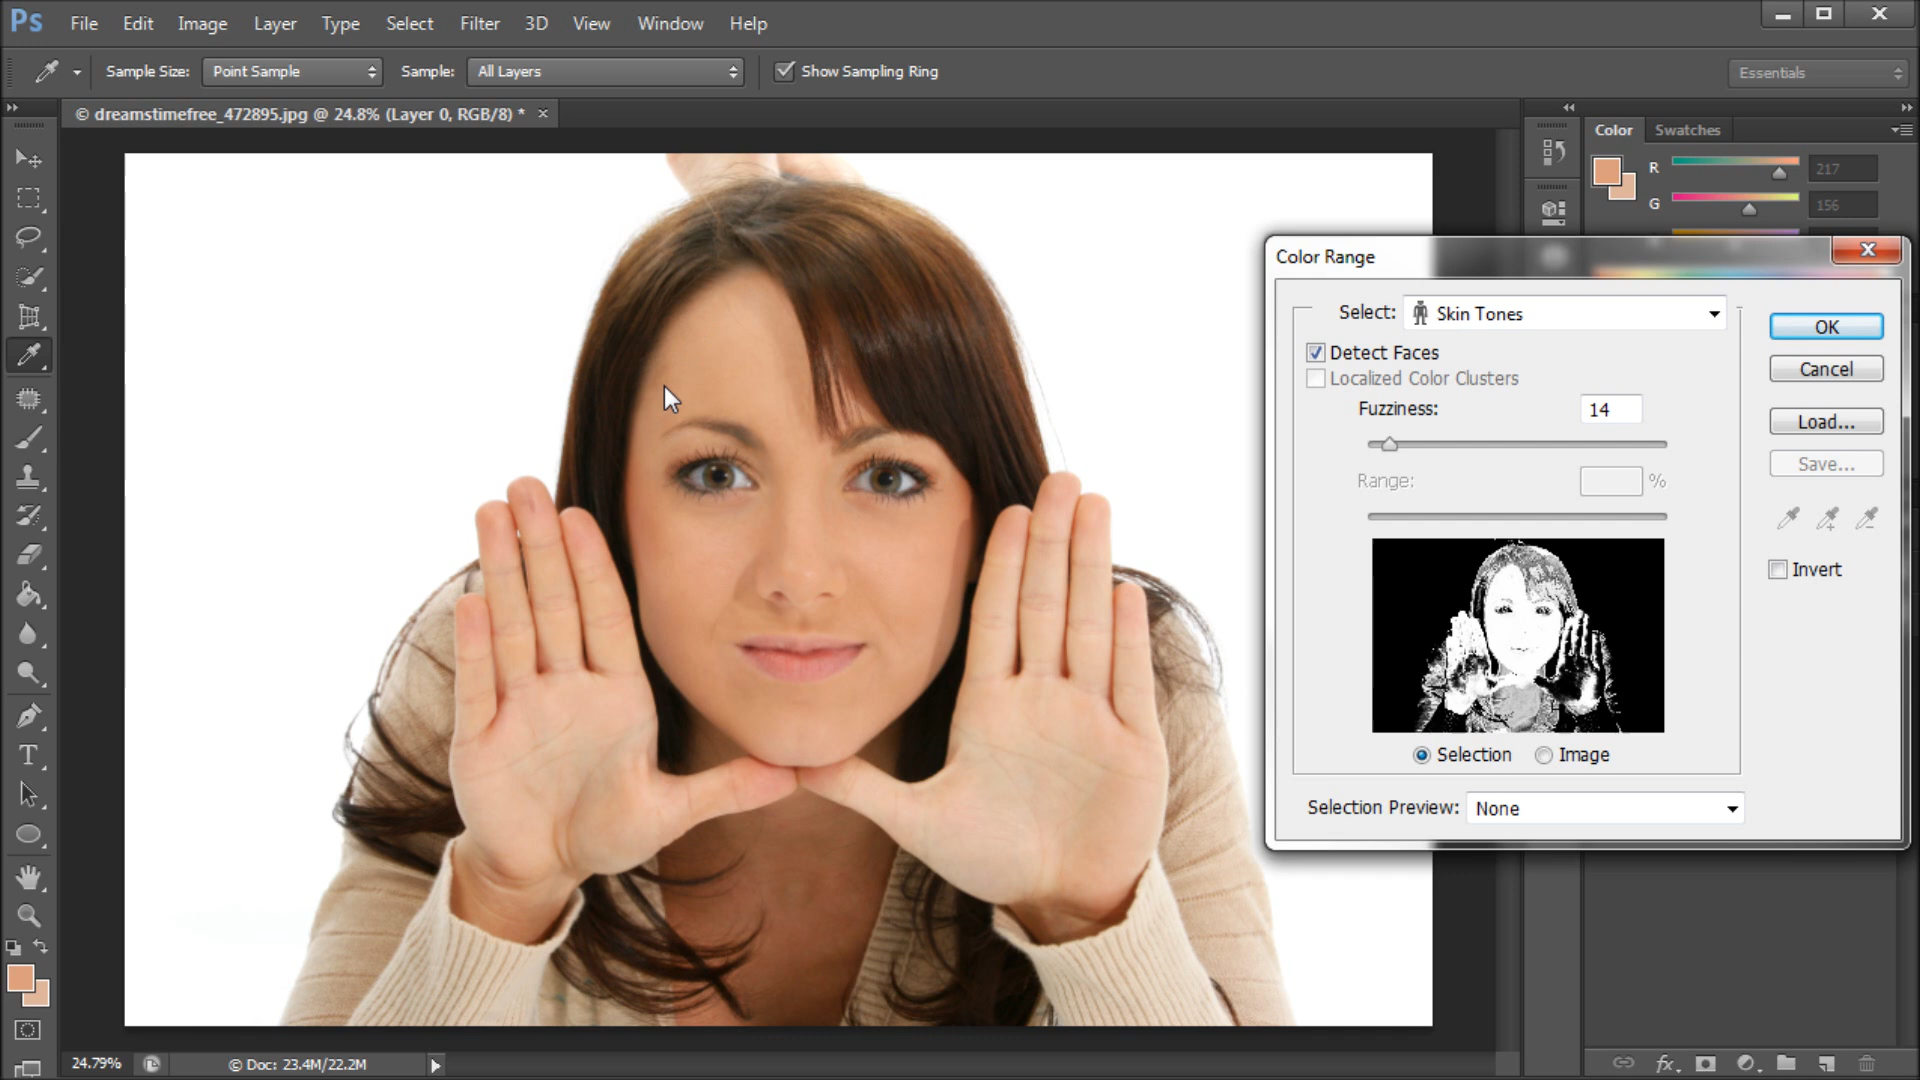 Ps File Edit Image Layer Type Select Filter 3D View Window Help
Sample Size: Point Sample Sample: All Layers Show Sampling Ring Essentials
© dreamstimefree_472895.jpg @ 24.8% (Layer 0, RGB/8) * ×
Color Swatches
R 217
G 156
Color Range
Select: Skin Tones
OK
Detect Faces
Cancel
Localized Color Clusters
Fuzziness: 14
Load...
Save...
Range: %
Invert
Selection Image
Selection Preview: None
T
24.79% © Doc: 23.4M/22.2M
fx